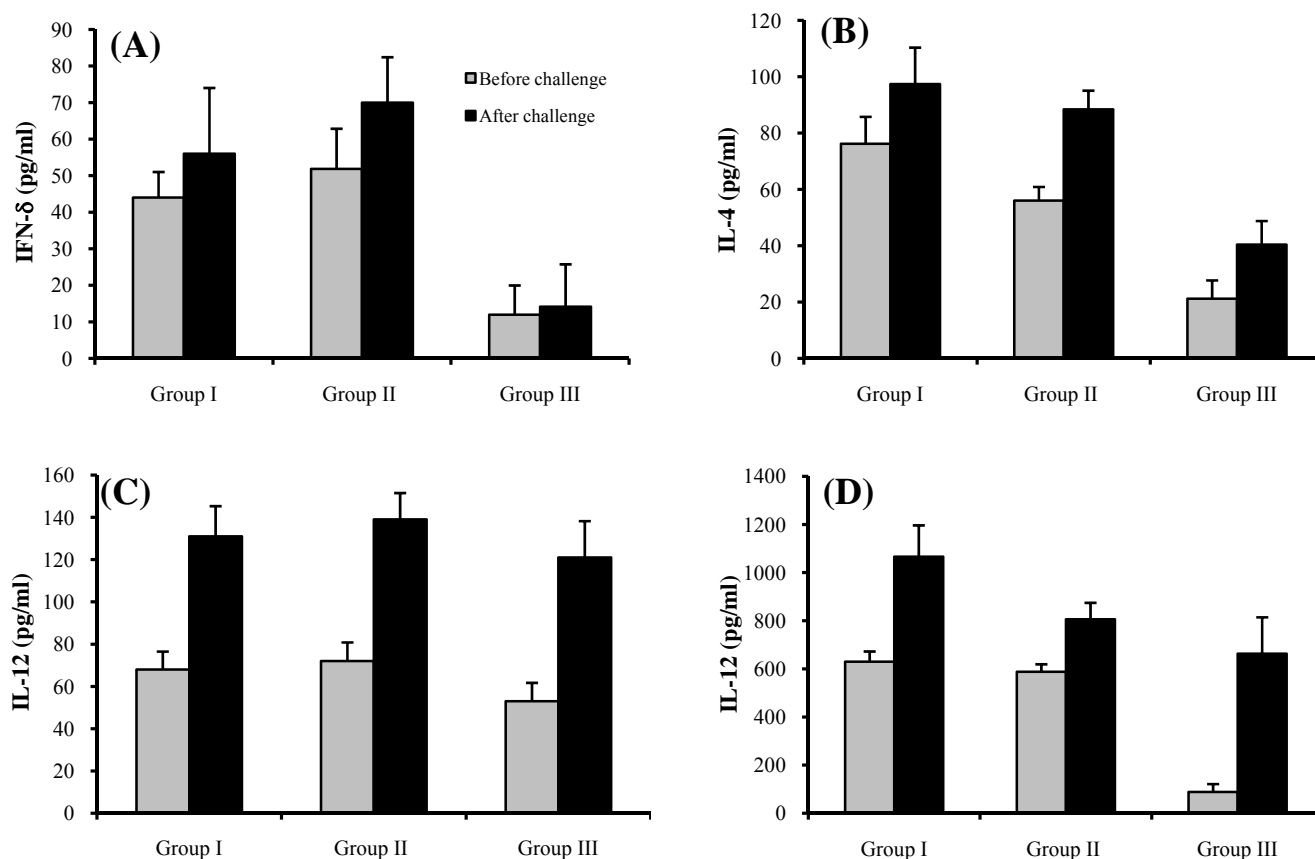 (A)
90
80
70
60
50
40
30
20
10
0
IFN-δ (pg/ml)
Before challenge
After challenge
Group I Group II Group III
(B)
120
100
80
60
40
20
0
IL-4 (pg/ml)
Group I Group II Group III
(C)
160
140
120
100
80
60
40
20
0
IL-12 (pg/ml)
Group I Group II Group III
(D)
1400
1200
1000
800
600
400
200
0
IL-12 (pg/ml)
Group I Group II Group III